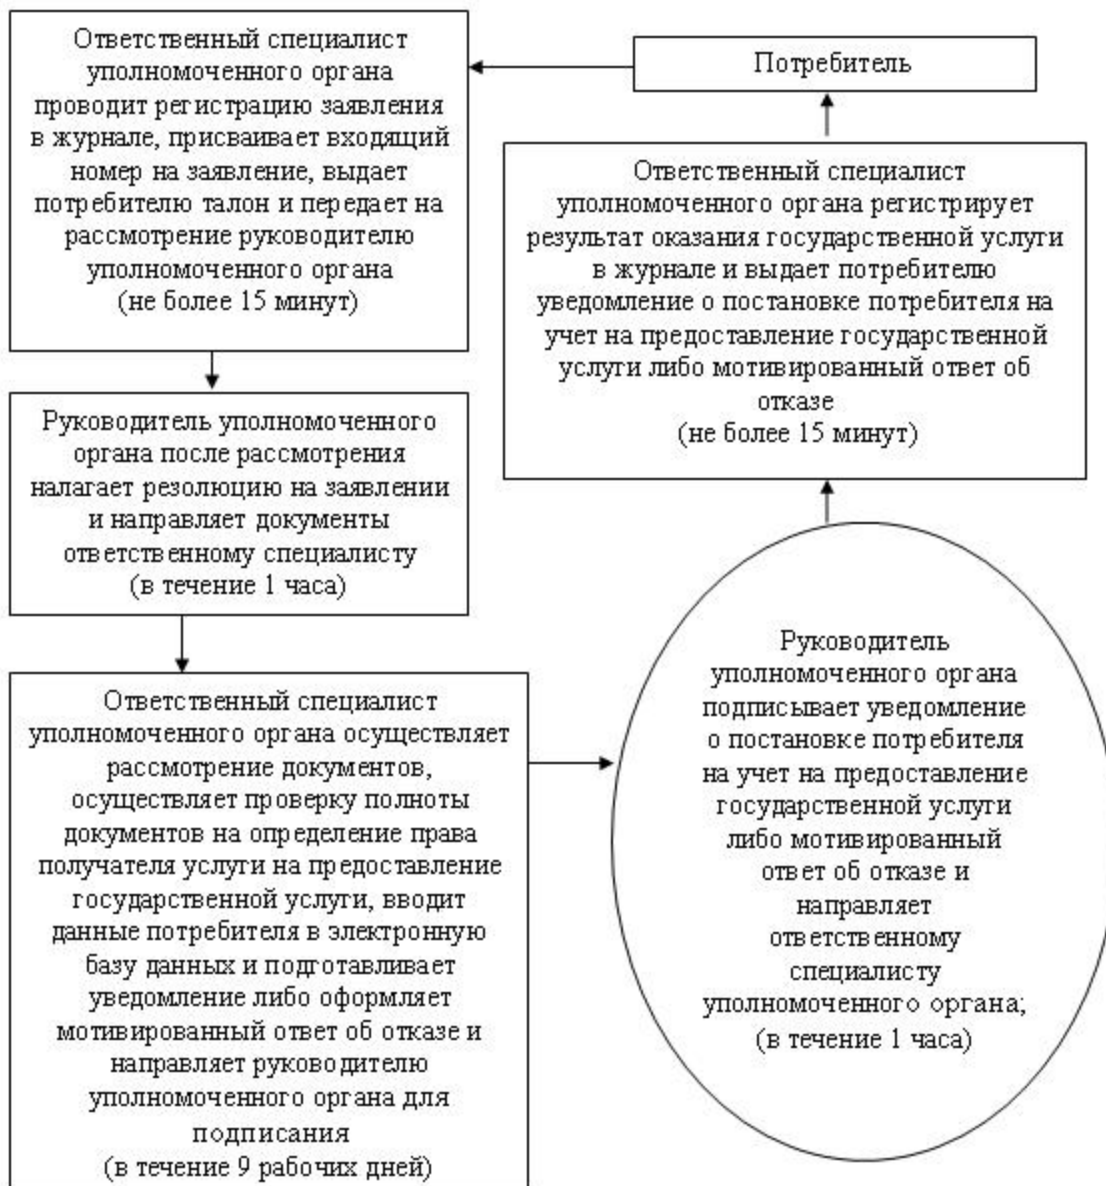 Ответственный специалист
уполномоченного органа
проводит регистрацию заявления
в журнале, присваивает входящий
номер на заявление, выдает
потребителю талон и передает на
рассмотрение руководителю
уполномоченного органа
(не более 15 минут)
Потребитель
Ответственный специалист
уполномоченного органа регистрирует
результат оказания государственной услуги
в журнале и выдает потребителю
уведомление о постановке потребителя на
учет на предоставление государственной
услуги либо мотивированный ответ об
отказе
(не более 15 минут)
Руководитель уполномоченного
органа после рассмотрения
налагает резолюцию на заявлении
и направляет документы
ответственному специалисту
(в течение 1 часа)
Ответственный специалист
уполномоченного органа осуществляет
рассмотрение документов,
осуществляет проверку полноты
документов на определение права
получателя услуги на предоставление
государственной услуги, вводит
данные потребителя в электронную
базу данных и подготавливает
уведомление либо оформляет
мотивированный ответ об отказе и
направляет руководителю
уполномоченного органа для
подписания
(в течение 9 рабочих дней)
Руководитель
уполномоченного органа
подписывает уведомление
о постановке потребителя
на учет на предоставление
государственной услуги
либо мотивированный
ответ об отказе и
направляет
ответственному
специалисту
уполномоченного органа;
(в течение 1 часа)